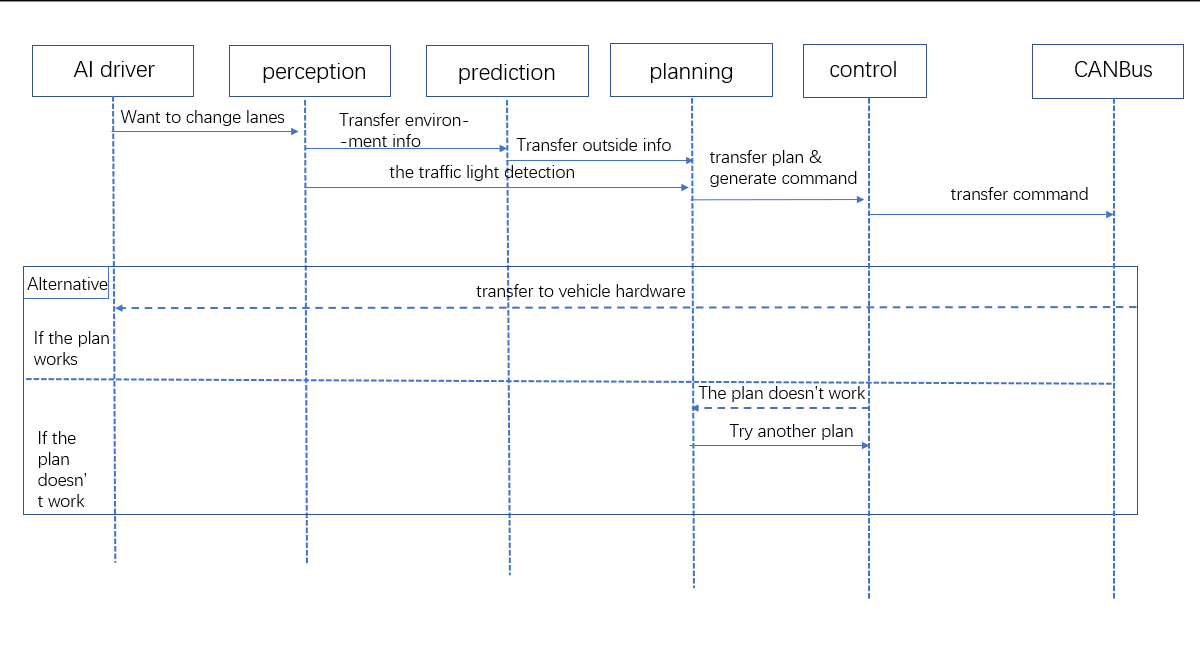 AI driver
perception
prediction
planning
control
CANBus
Want to change lanes
Transfer environ-
-ment info
Transfer outside info
the traffic light detection
transfer plan &
generate command
transfer command
Alternative
transfer to vehicle hardware
If the plan
works
The plan doesn't work
Try another plan
If the
plan
doesn'
t work